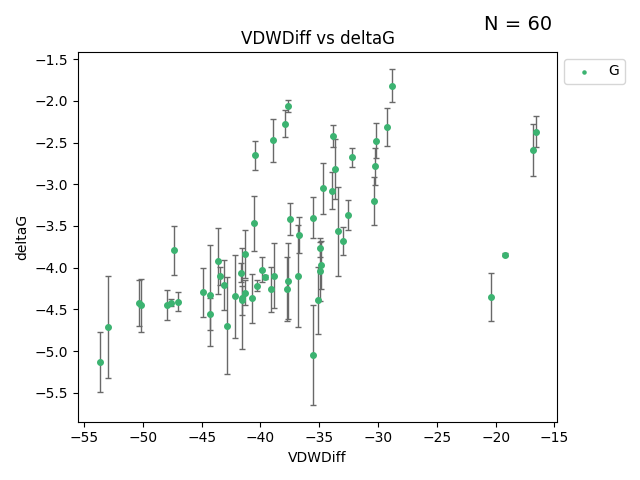 N = 60
VDWDiff vs deltaG
G
−1.5
−2.0
−2.5
−3.0
−3.5
−4.0
−4.5
−5.0
−5.5
deltaG
−55 −50 −45 −40 −35 −30 −25 −20 −15
VDWDiff